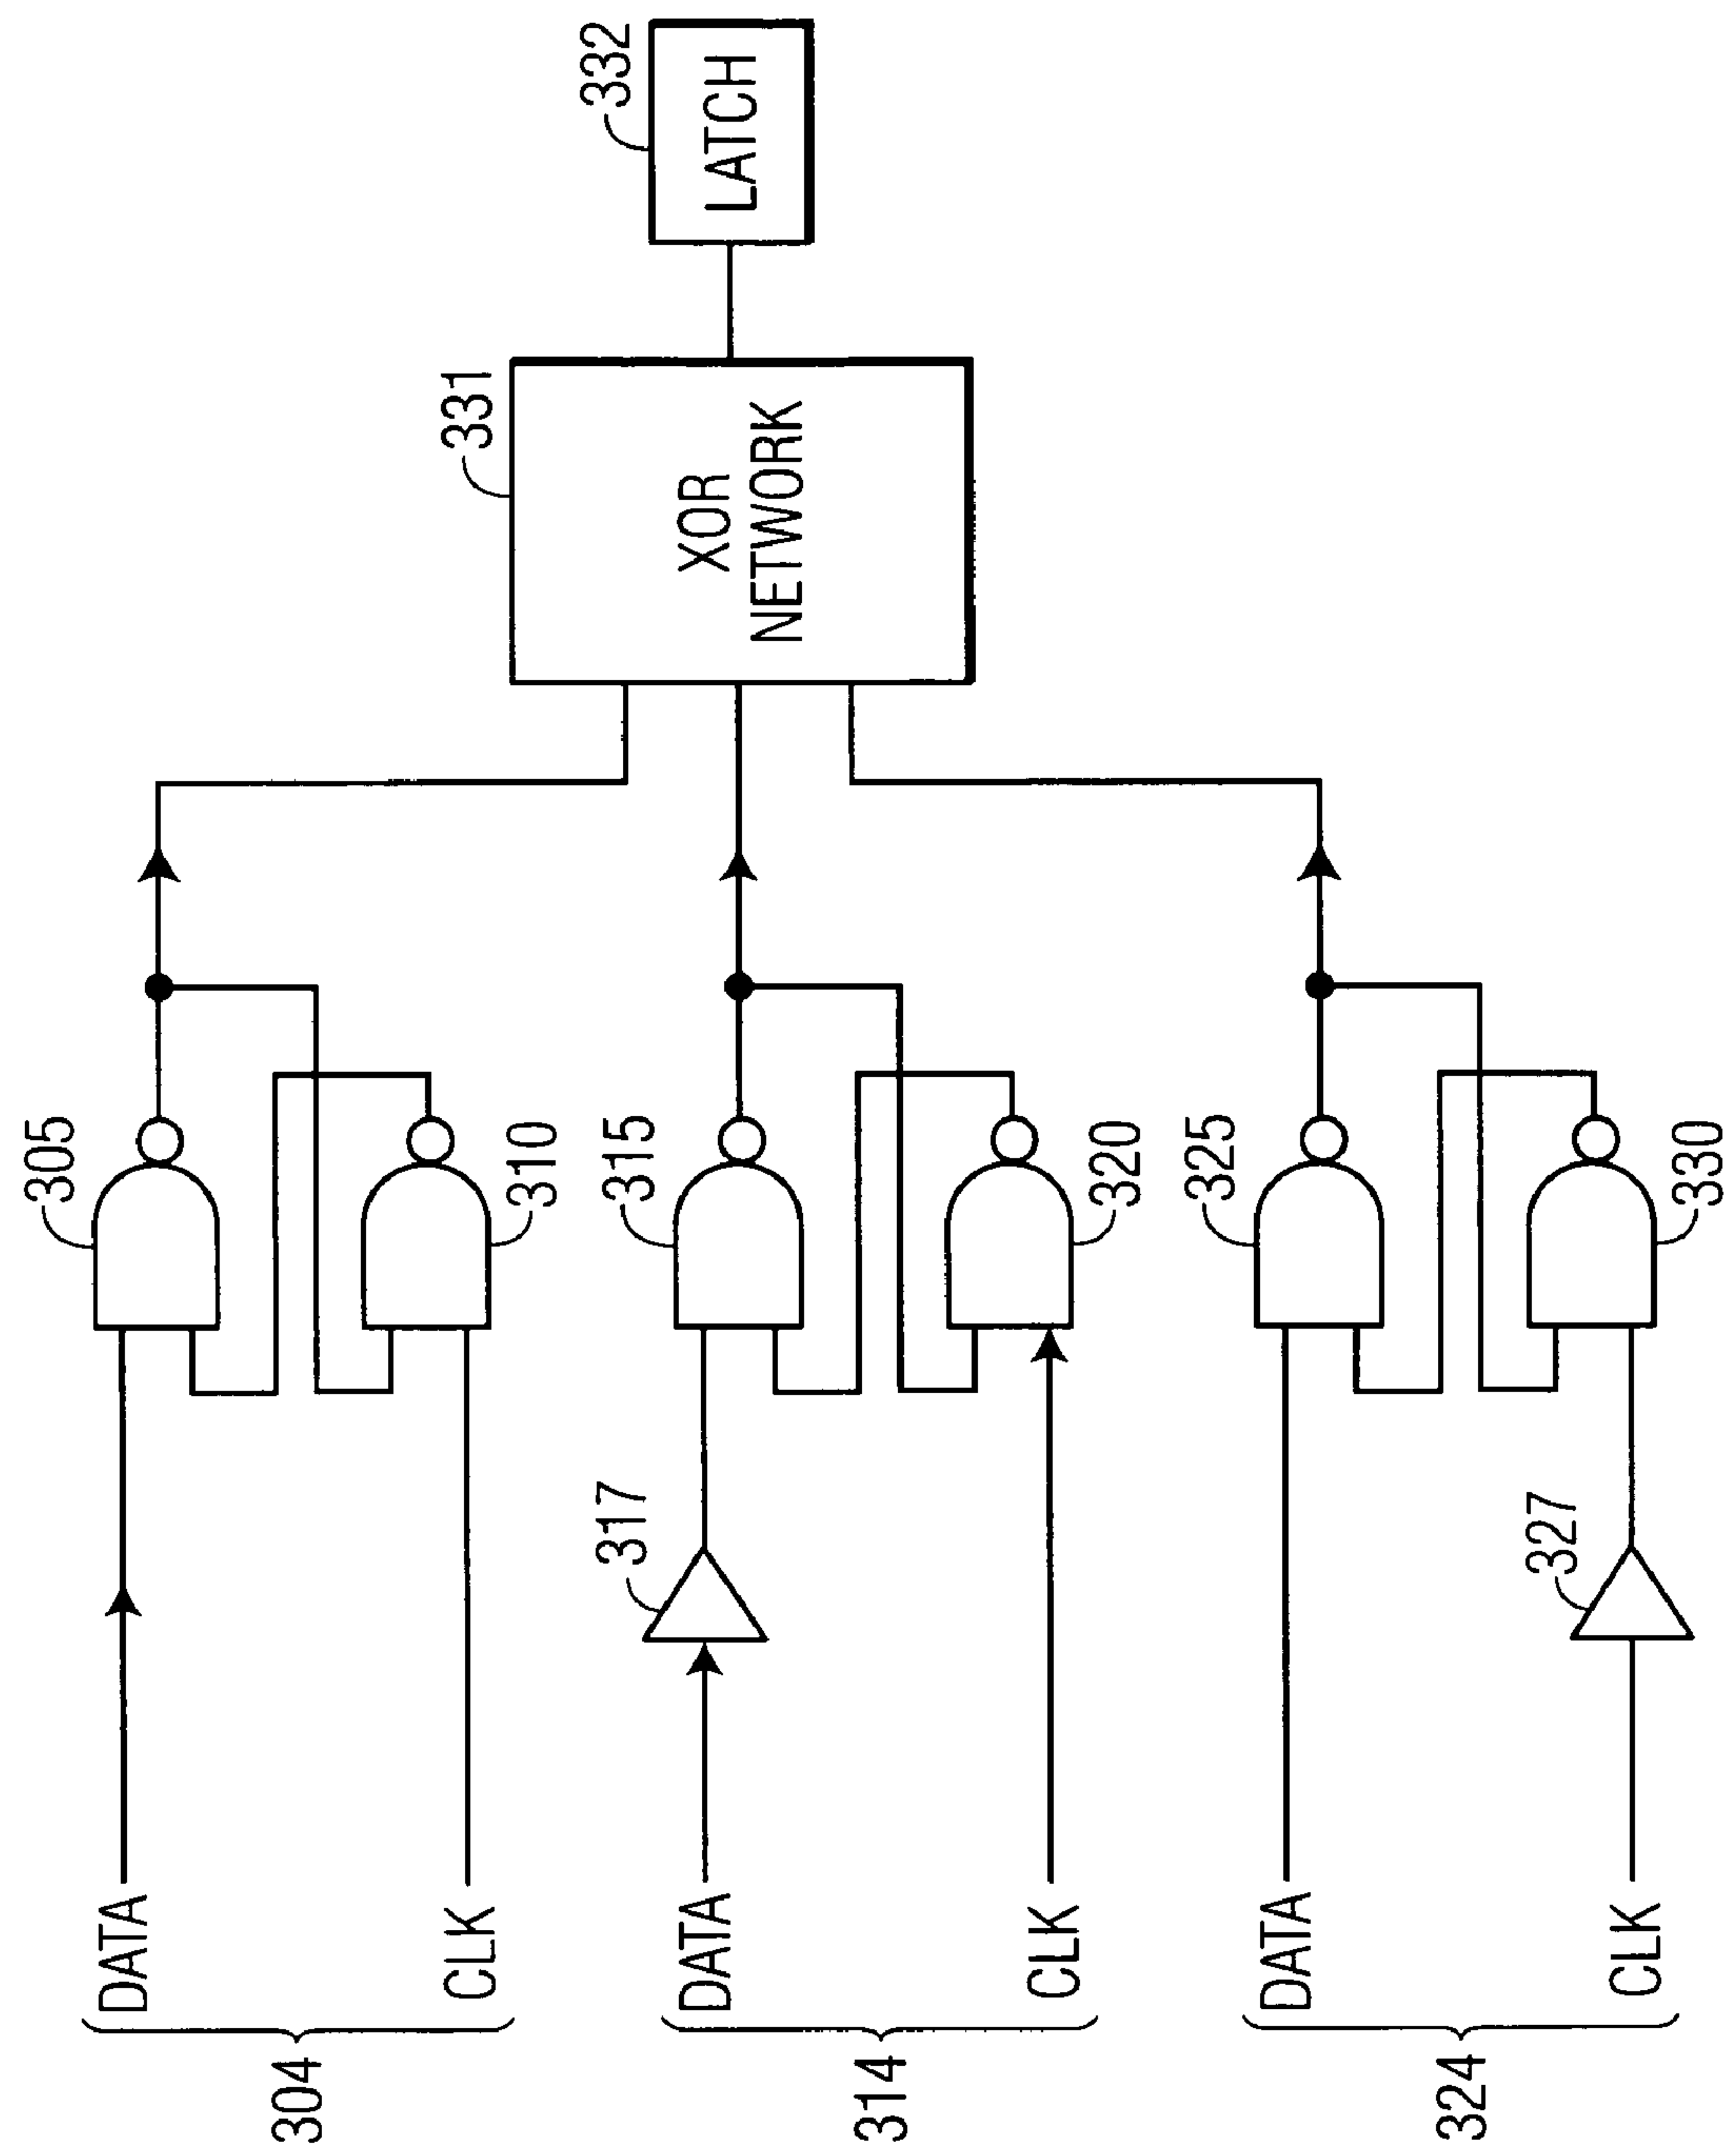 304
DATA
CLK
305
310
314
DATA
317
CLK
315
320
324
DATA
CLK
327
325
330
331
XOR
NETWORK
332
LATCH